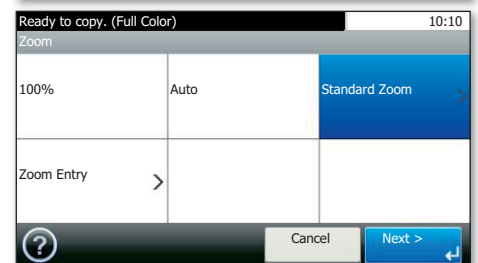 Ready to copy. (Full Color) 10:10
Zoom
100% Auto Standard Zoom >
Zoom Entry >
? Cancel Next >